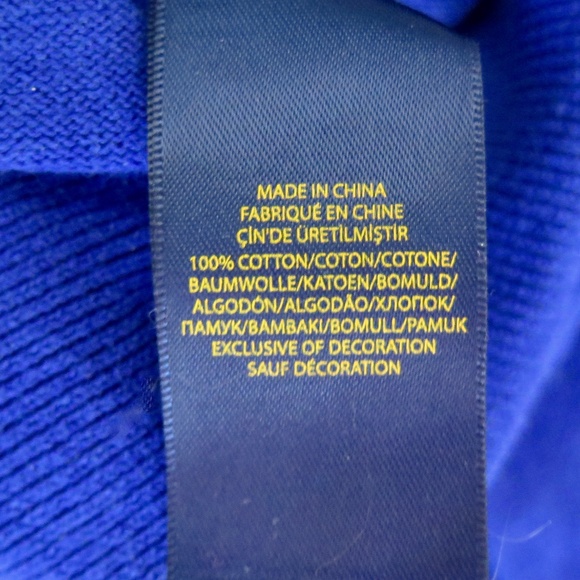 MADE IN CHINA
FABRIQUÉ EN CHINE
ÇİN'DE ÜRETİLMİŞTİR
100% COTTON/COTON/COTONE/
BAUMWOLLE/KATOEN/BOMULD/
ALGODÓN/ALGODÃO/ХЛОПОК/
ПАМУК/BAMBAKI/BOMULL/PAMUK
EXCLUSIVE OF DECORATION
SAUF DÉCORATION